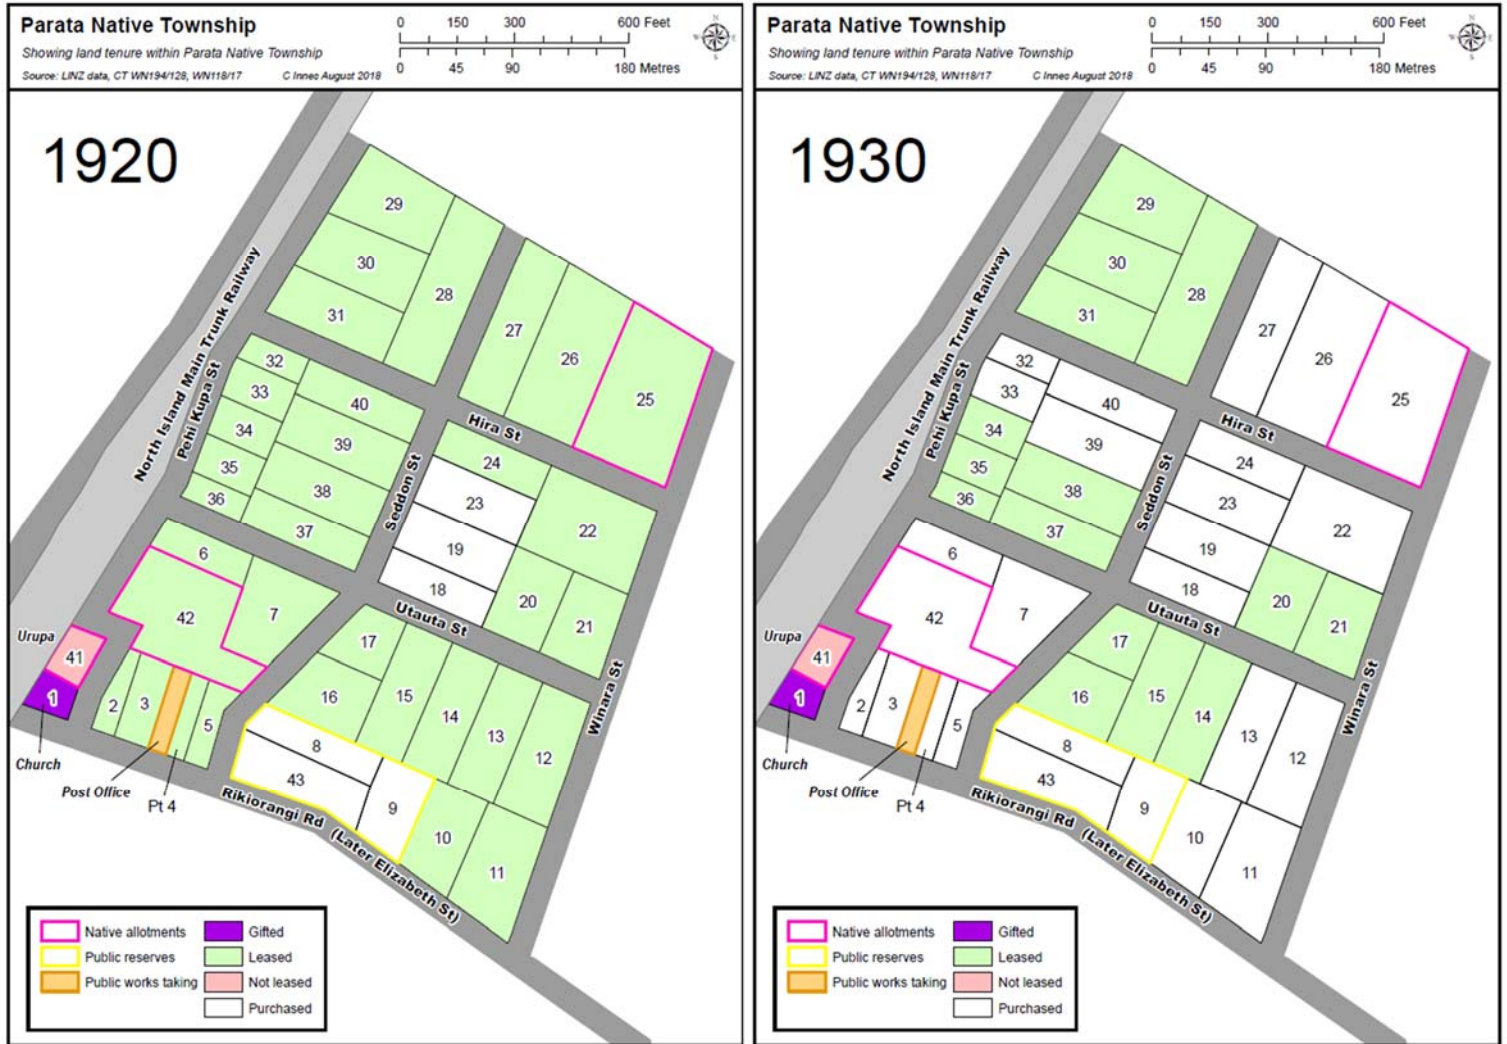 Parata Native Township
Showing land tenure within Parata Native Township
Source: LINZ data, CT WN194/128, WN118/17 C Innes August 2018
0 150 300 600 Feet
0 45 90 180 Metres
N
W E
S
1920
29
30
31
28
27
26
25
North Island Main Trunk Railway
Pehi Kupa St
32
33
34
35
36
40
39
38
37
Hira St
Seddon St
24
23
19
18
22
20
21
6
42
7
Utauta St
Urupa
41
1
Church
2
3
5
Post Office
Pt 4
17
16
15
14
13
12
Winara St
8
43
9
10
11
Rikiorangi Rd (Later Elizabeth St)
Native allotments
Public reserves
Public works taking
Gifted
Leased
Not leased
Purchased
Parata Native Township
Showing land tenure within Parata Native Township
Source: LINZ data, CT WN194/128, WN118/17 C Innes August 2018
0 150 300 600 Feet
0 45 90 180 Metres
N
W E
S
1930
29
30
31
28
27
26
25
North Island Main Trunk Railway
Pehi Kupa St
32
33
34
35
36
40
39
38
37
Hira St
Seddon St
24
23
19
18
22
20
21
6
42
7
Utauta St
Urupa
41
1
Church
2
3
5
Post Office
Pt 4
17
16
15
14
13
12
Winara St
8
43
9
10
11
Rikiorangi Rd (Later Elizabeth St)
Native allotments
Public reserves
Public works taking
Gifted
Leased
Not leased
Purchased